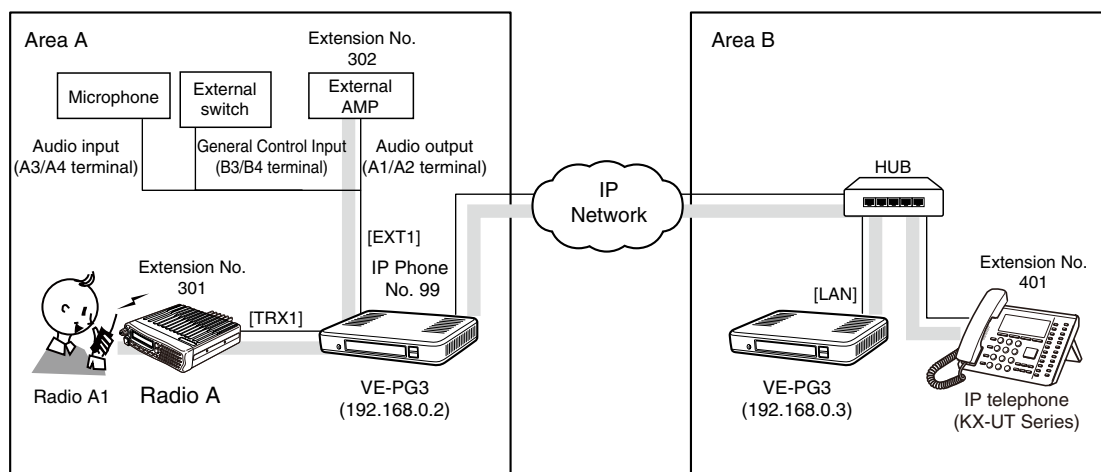 Area A
Extension No.
302
Microphone
External
switch
External
AMP
Audio input
(A3/A4 terminal)
General Control Input
(B3/B4 terminal)
Audio output
(A1/A2 terminal)
[EXT1]
IP Phone
No. 99
Extension No.
301
[TRX1]
Radio A1
Radio A
VE-PG3
(192.168.0.2)
IP
Network
Area B
HUB
[LAN]
Extension No.
401
VE-PG3
(192.168.0.3)
IP telephone
(KX-UT Series)